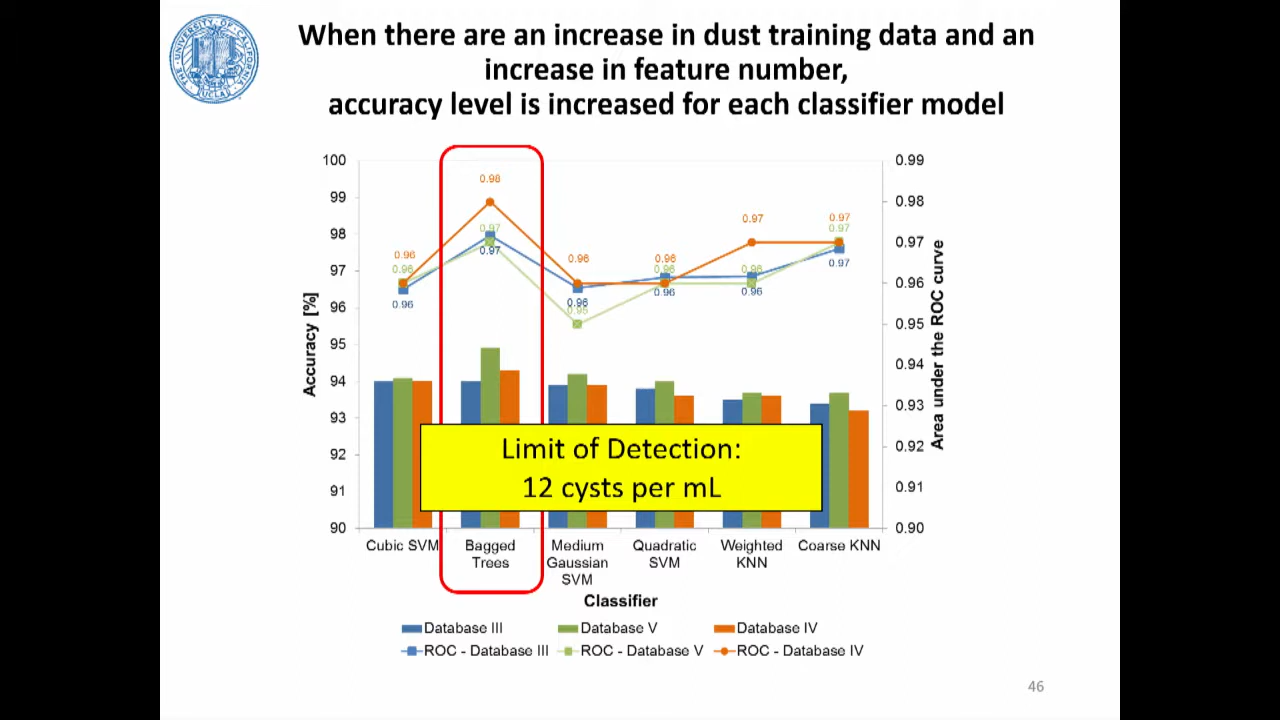 THE UNIVERSITY OF CALIFORNIA
UCLA
When there are an increase in dust training data and an
increase in feature number,
accuracy level is increased for each classifier model
100
99
98
97
96
95
94
93
92
91
90
Accuracy [%]
0.99
0.98
0.97
0.96
0.95
0.94
0.93
0.92
0.91
0.90
Area under the ROC curve
0.96
0.96
0.96
0.98
0.97
0.97
0.96
0.96
0.95
0.96
0.96
0.96
0.97
0.96
0.96
0.97
0.97
0.97
Limit of Detection:
12 cysts per mL
Cubic SVM
Bagged
Trees
Medium
Gaussian
SVM
Quadratic
SVM
Weighted
KNN
Coarse KNN
Classifier
Database III Database V Database IV
ROC - Database III ROC - Database V ROC - Database IV
46